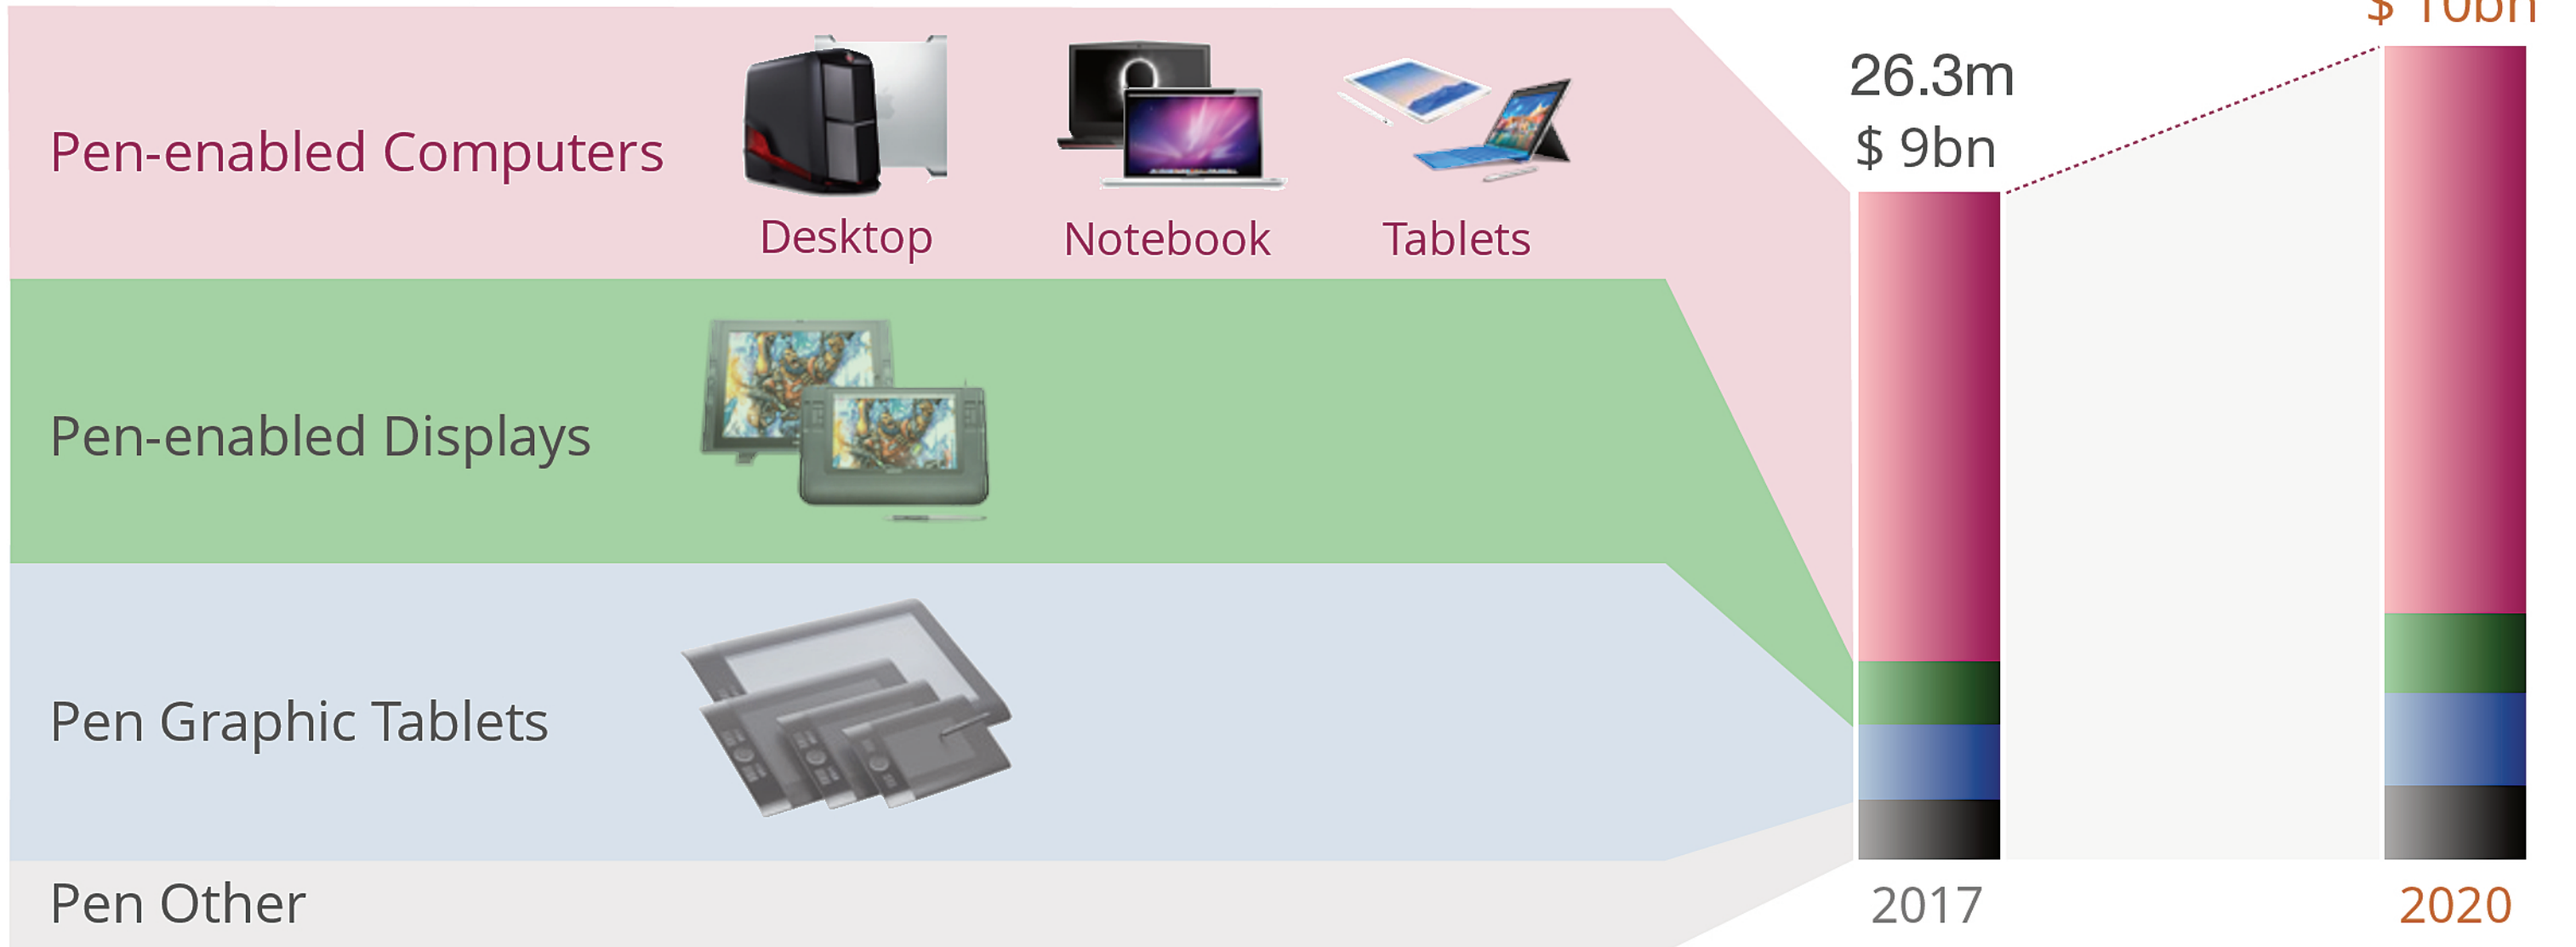 $ 10bn
26.3m
$ 9bn
Pen-enabled Computers
Desktop
Notebook
Tablets
Pen-enabled Displays
Pen Graphic Tablets
Pen Other
2017
2020